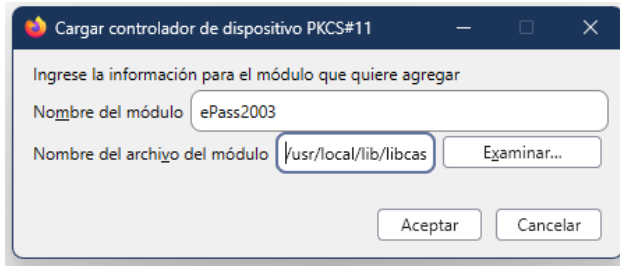 Cargar controlador de dispositivo PKCS#11
Ingrese la información para el módulo que quiere agregar
Nombre del módulo ePass2003
Nombre del archivo del módulo /usr/local/lib/libcas Examinar...
Aceptar Cancelar